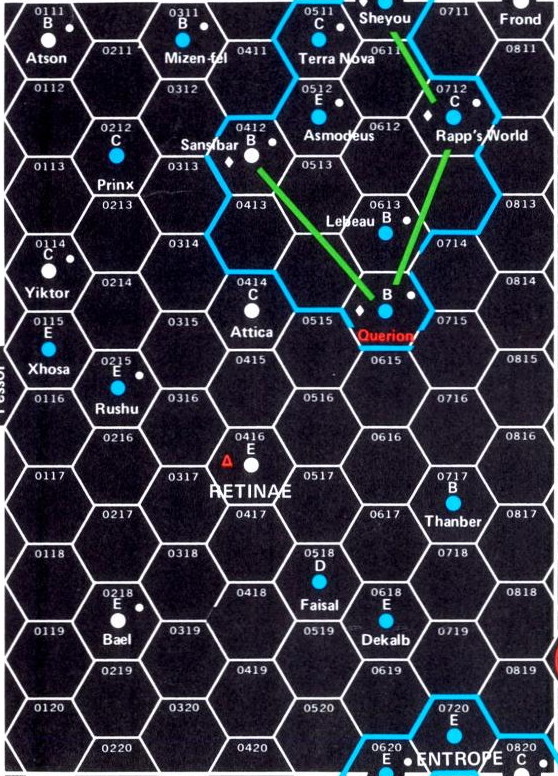 0111 0311 0511 0711
B B C Sheyou Frond
Atson 0211 Mizen-fel 0411 Terra Nova 0611 0811
0112 0312 0512 0712
E C
0212 0412 Asmodeus 0612 Rapp's World 0812
C Sansibar B
0113 0313 0513
Prinx
0213 0413 0613 0813
Lebeau B
0114 0314 0714
C
Yiktor 0214 0414 0814
C B
0115 0315 Attica 0515 Querion 0715
E
Xhosa 0215 0415 0615 0815
E
0116 Rushu 0316 0516 0716
0216 0416 0616 0816
Δ E
0117 0317 RETINAE 0517 0717
B
0217 0417 0617 Thanber 0817
0118 0318 0518 0718
D
0218 0418 Faisal 0618 0818
E E
0119 Bael 0319 0519 Dekalb 0719
0219 0419 0619 0819
0120 0320 0520 0720
E
0220 0420 0620 ENTROPE 0820
E C